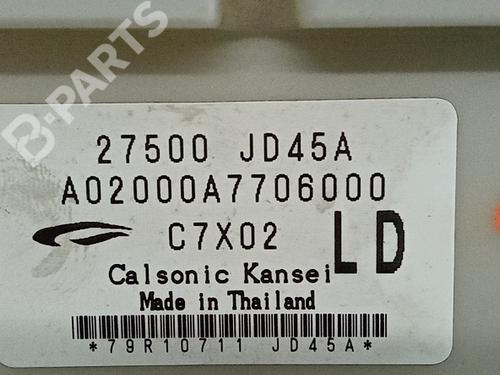 B-PARTS
27500 JD45A
A02000A7706000
C7X02
LD
Calsonic Kansei
Made in Thailand
*79R10711 JD45A*